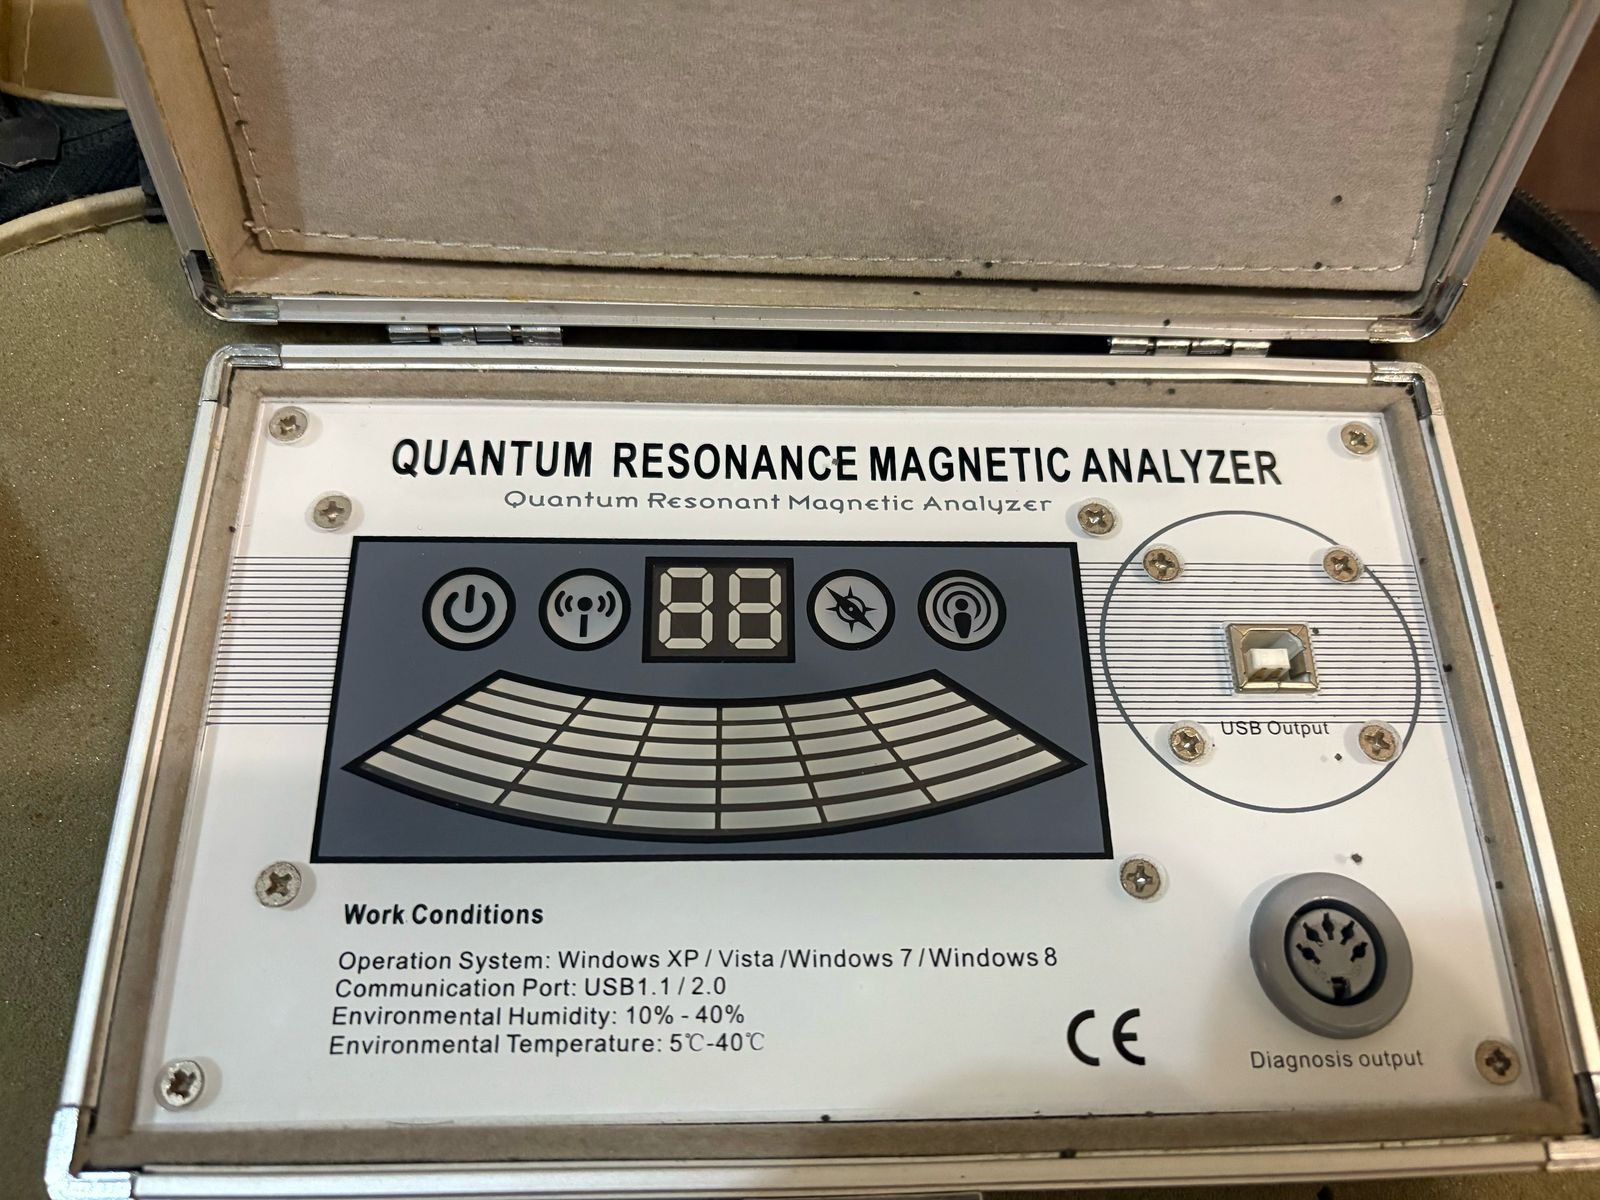 QUANTUM RESONANCE MAGNETIC ANALYZER
Quantum Resonant Magnetic Analyzer
88
USB Output
Work Conditions
Operation System: Windows XP / Vista /Windows 7 / Windows 8
Communication Port: USB1.1 / 2.0
Environmental Humidity: 10% - 40%
Environmental Temperature: 5℃-40℃
CE
Diagnosis output